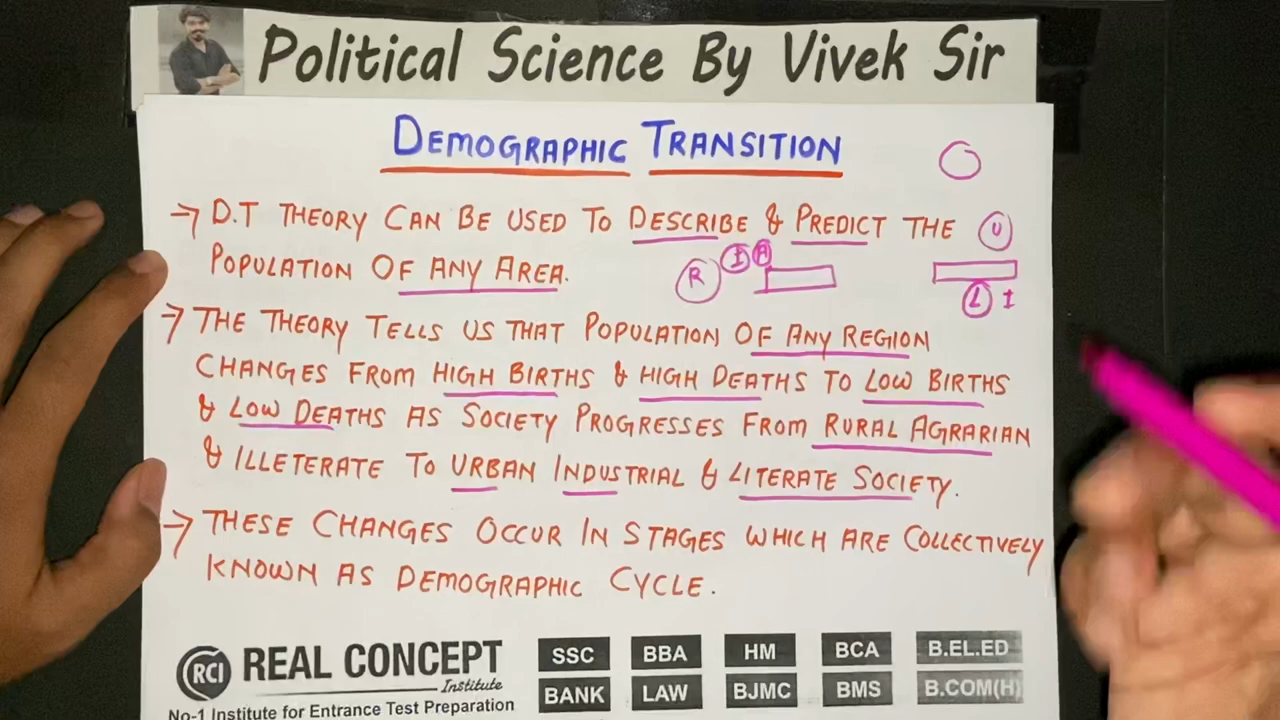 Political Science By Vivek Sir
DEMOGRAPHIC TRANSITION
→ D.T THEORY CAN BE USED TO DESCRIBE & PREDICT THE
POPULATION OF ANY AREA.
R I A
U
L I
→ THE THEORY TELLS US THAT POPULATION OF ANY REGION
CHANGES FROM HIGH BIRTHS & HIGH DEATHS TO LOW BIRTHS
& LOW DEATHS AS SOCIETY PROGRESSES FROM RURAL AGRARIAN
& ILLETERATE TO URBAN INDUSTRIAL & LITERATE SOCIETY.
→ THESE CHANGES OCCUR IN STAGES WHICH ARE COLLECTIVELY
KNOWN AS DEMOGRAPHIC CYCLE.
RCI REAL CONCEPT
Institute
No-1 Institute for Entrance Test Preparation
SSC BBA HM BCA B.EL.ED
BANK LAW BJMC BMS B.COM(H)